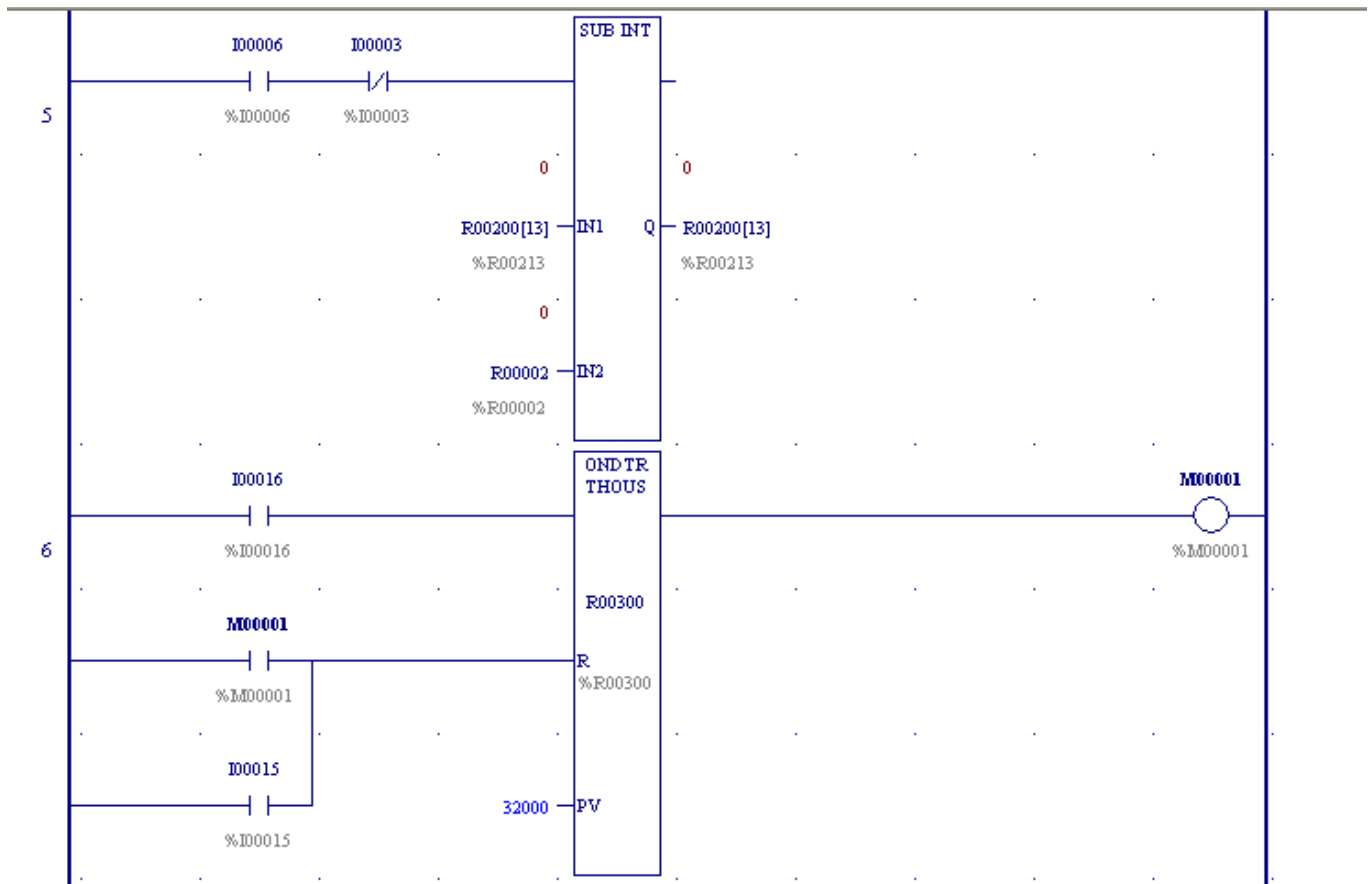 SUB INT
I00006 I00003
%I00006 %I00003
5
0 0
R00200[13] IN1 Q R00200[13]
%R00213 %R00213
0
R00002 IN2
%R00002
ONDTR
THOUS
I00016 M00001
%I00016 %M00001
6
R00300
M00001
R
%M00001 %R00300
I00015
32000 PV
%I00015